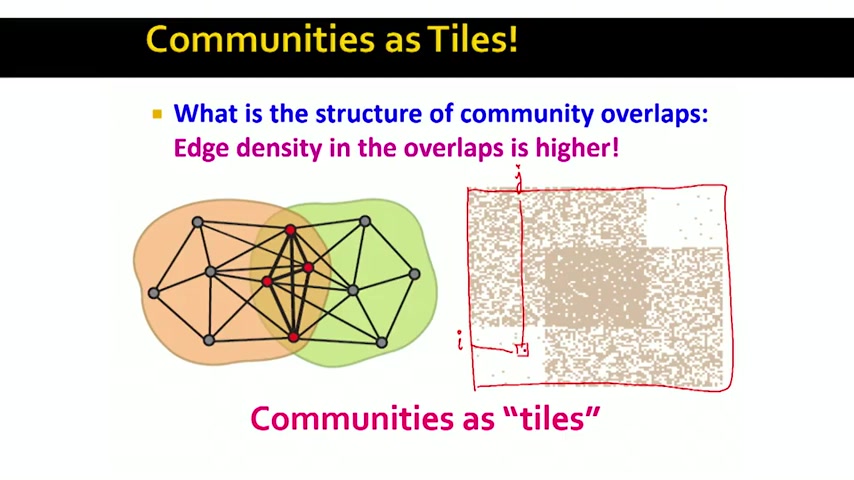 Communities as Tiles!
What is the structure of community overlaps:
Edge density in the overlaps is higher!
j
i
Communities as “tiles”